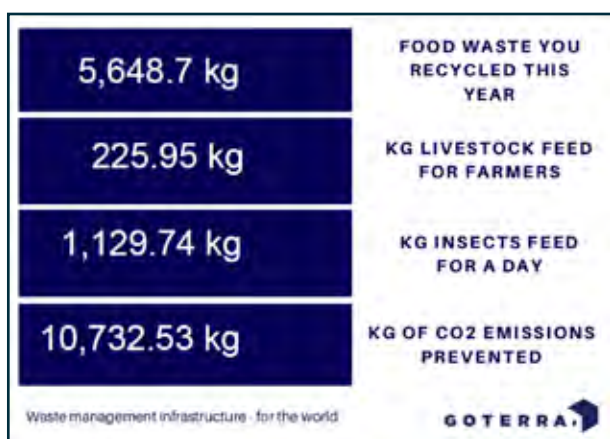 5,648.7 kg
FOOD WASTE YOU
RECYCLED THIS
YEAR
225.95 kg
KG LIVESTOCK FEED
FOR FARMERS
1,129.74 kg
KG INSECTS FEED
FOR A DAY
10,732.53 kg
KG OF CO2 EMISSIONS
PREVENTED
Waste management infrastructure - for the world
GOTERRA.